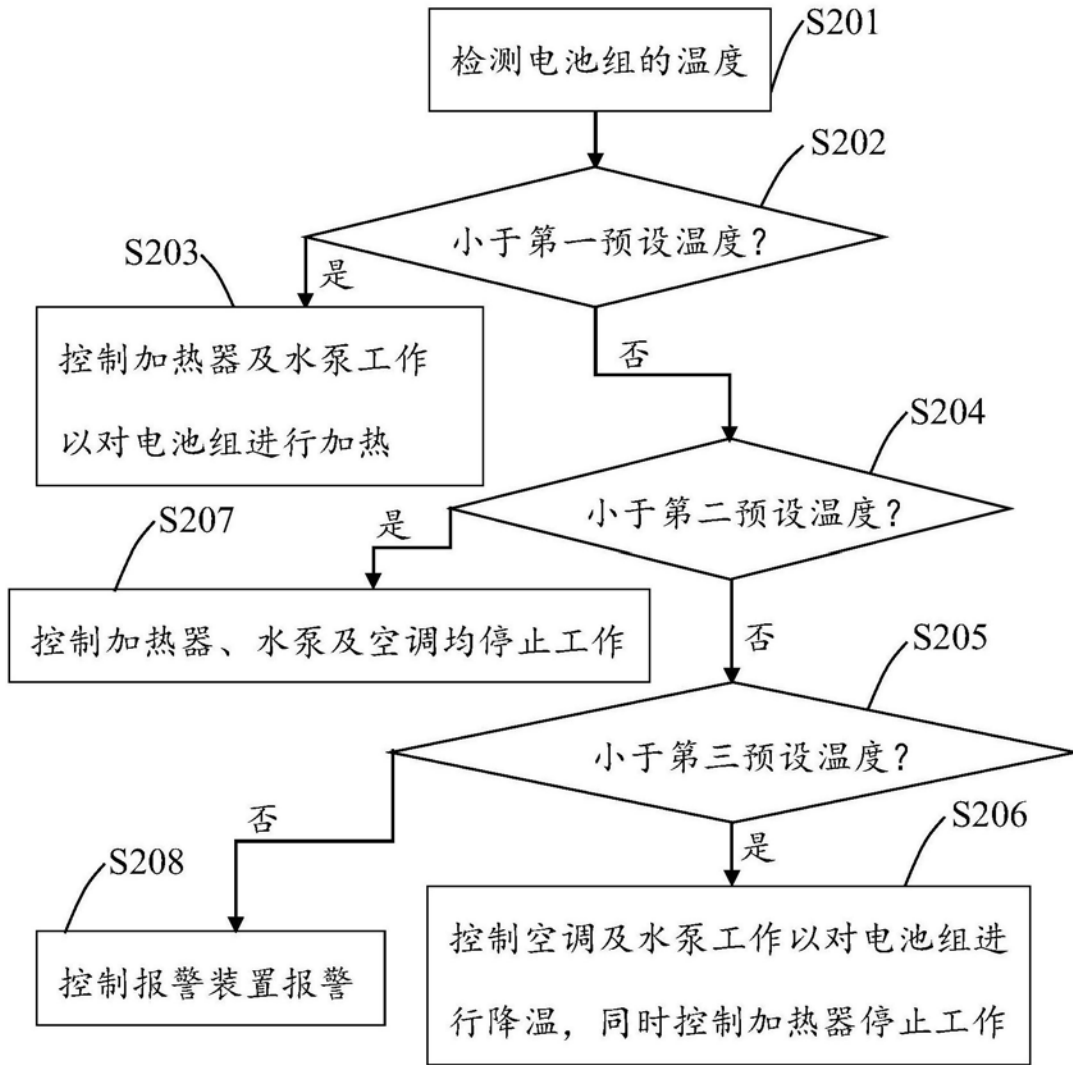 S201
检测电池组的温度
S202
小于第一预设温度?
S203
是
控制加热器及水泵工作
以对电池组进行加热
否
S204
小于第二预设温度?
S207
是
控制加热器、水泵及空调均停止工作
否
S205
小于第三预设温度?
否
S208
控制报警装置报警
是
S206
控制空调及水泵工作以对电池组进
行降温，同时控制加热器停止工作